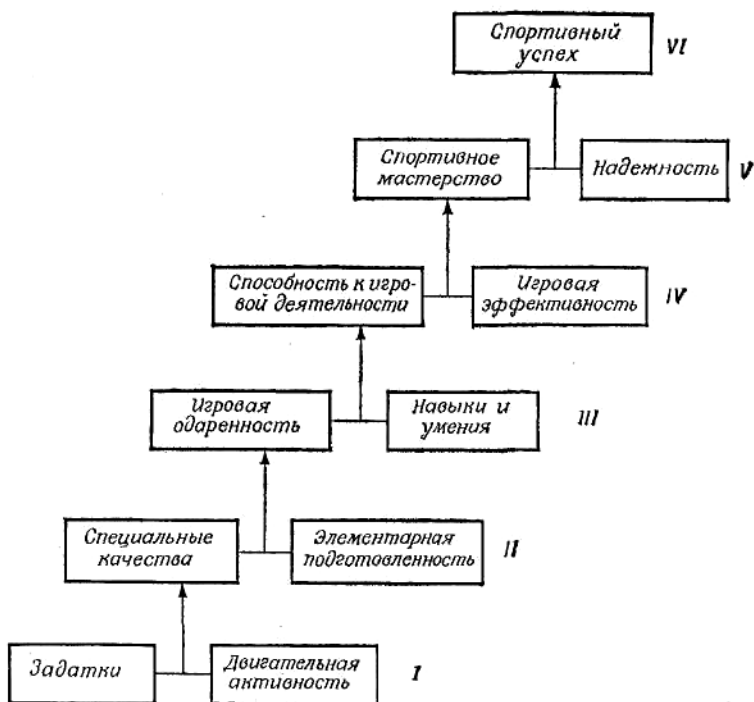 Спортивный
успех
VI
Спортивное
мастерство
Надежность
V
Способность к игро-
вой деятельности
Игровая
эффективность
IV
Игровая
одаренность
Навыки и
умения
III
Специальные
качества
Элементарная
подготовленность
II
Задатки
Двигательная
активность
I